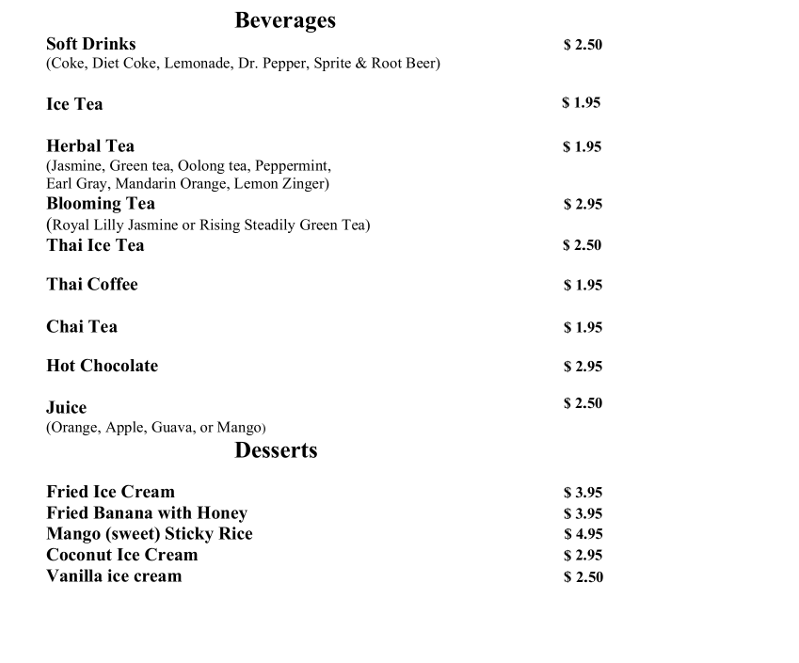 Beverages
Soft Drinks $ 2.50
(Coke, Diet Coke, Lemonade, Dr. Pepper, Sprite & Root Beer)
Ice Tea $ 1.95
Herbal Tea $ 1.95
(Jasmine, Green tea, Oolong tea, Peppermint,
Earl Gray, Mandarin Orange, Lemon Zinger)
Blooming Tea $ 2.95
(Royal Lilly Jasmine or Rising Steadily Green Tea)
Thai Ice Tea $ 2.50
Thai Coffee $ 1.95
Chai Tea $ 1.95
Hot Chocolate $ 2.95
Juice $ 2.50
(Orange, Apple, Guava, or Mango)
Desserts
Fried Ice Cream $ 3.95
Fried Banana with Honey $ 3.95
Mango (sweet) Sticky Rice $ 4.95
Coconut Ice Cream $ 2.95
Vanilla ice cream $ 2.50